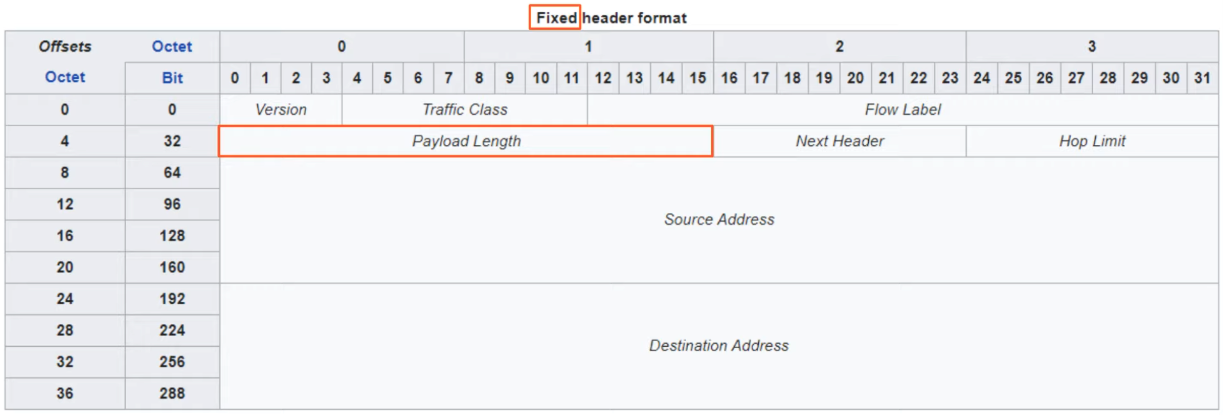 Fixed header format
Offsets Octet 0 1 2 3
Octet Bit 0 1 2 3 4 5 6 7 8 9 10 11 12 13 14 15 16 17 18 19 20 21 22 23 24 25 26 27 28 29 30 31
0 0 Version Traffic Class Flow Label
4 32 Payload Length Next Header Hop Limit
8 64
12 96
Source Address
16 128
20 160
24 192
28 224
Destination Address
32 256
36 288